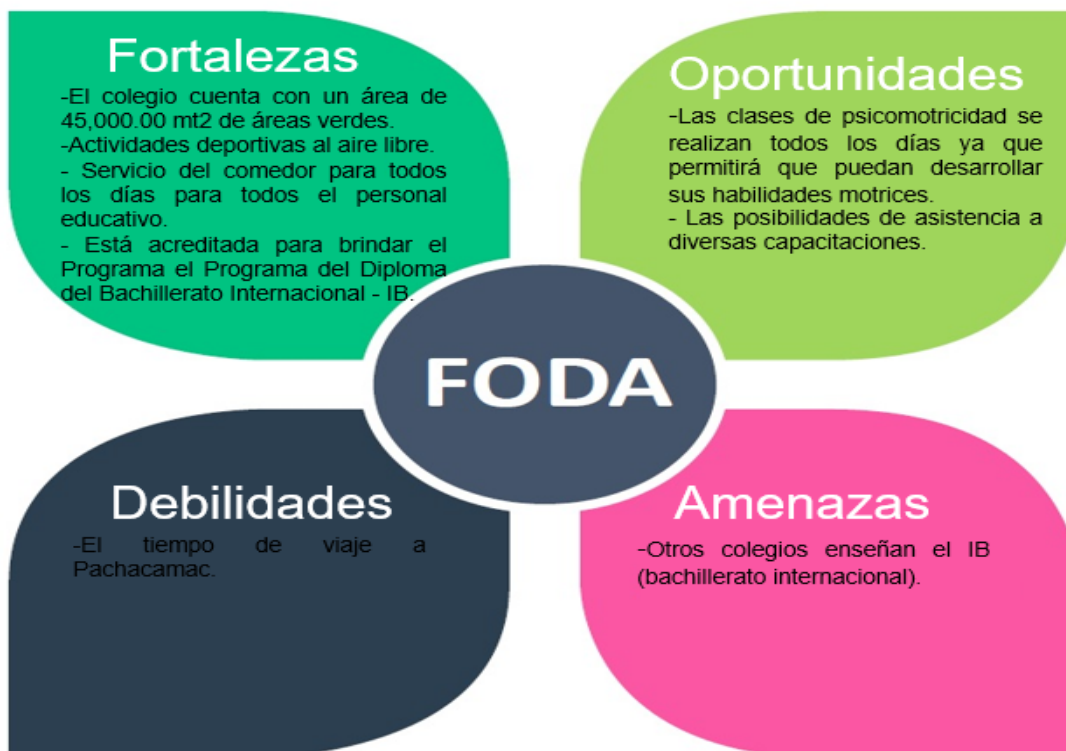 Fortalezas
-El colegio cuenta con un área de
45,000.00 mt2 de áreas verdes.
-Actividades deportivas al aire libre.
- Servicio del comedor para todos
los días para todos el personal
educativo.
- Está acreditada para brindar el
Programa el Programa del Diploma
del Bachillerato Internacional - IB.
Oportunidades
-Las clases de psicomotricidad se
realizan todos los días ya que
permitirá que puedan desarrollar
sus habilidades motrices.
- Las posibilidades de asistencia a
diversas capacitaciones.
FODA
Debilidades
-El tiempo de viaje a
Pachacamac.
Amenazas
-Otros colegios enseñan el IB
(bachillerato internacional).